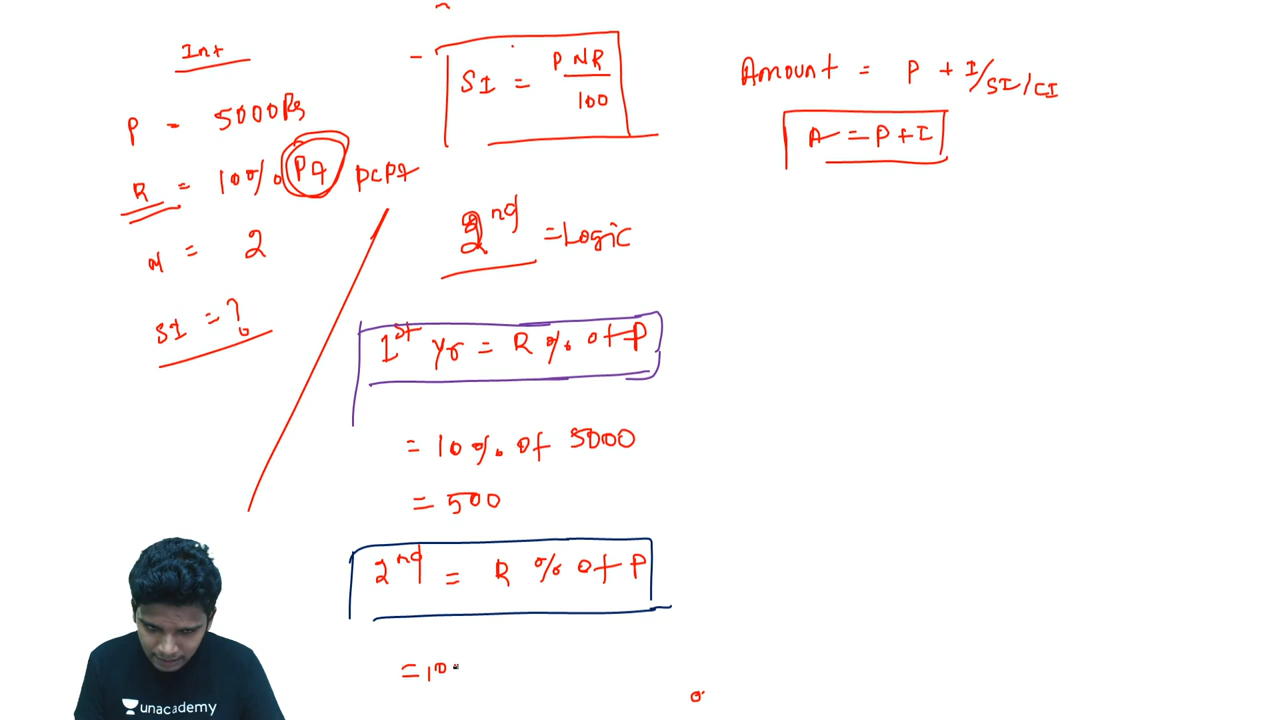 Int
P = 5000Rs
R = 10% PA PCPA
N = 2
SI = ?
SI = PNR
100
2nd = Logic
1st yr = R % of P
= 10% of 5000
= 500
2nd = R % of P
= 10
Amount = P + I/SI/CI
A = P+I
unacademy